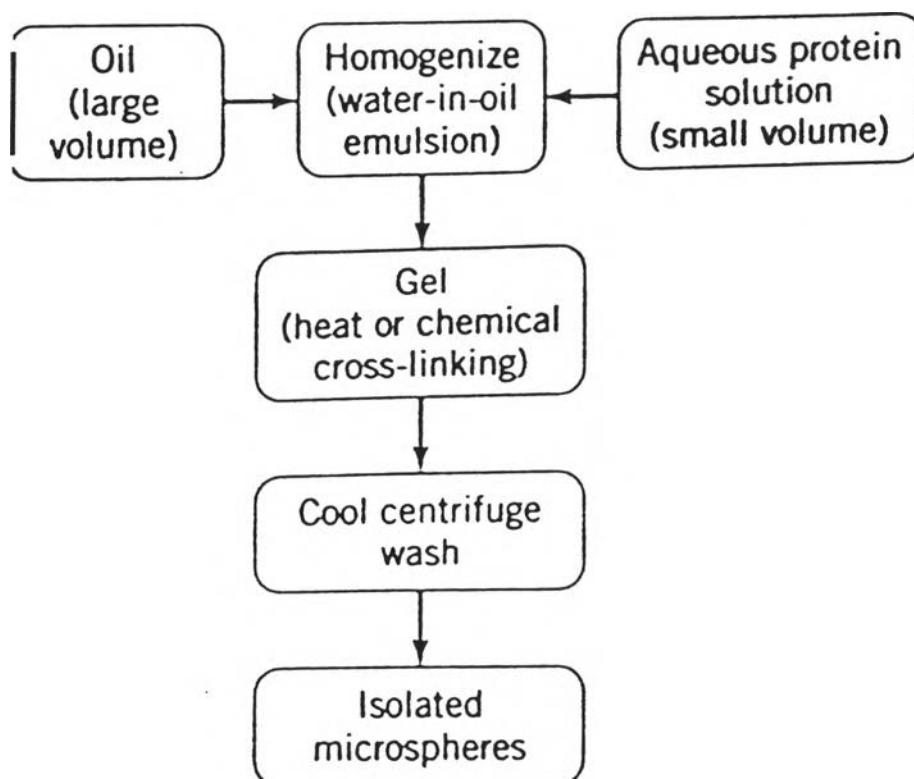 Oil
(large
volume)
Homogenize
(water-in-oil
emulsion)
Aqueous protein
solution
(small volume)
Gel
(heat or chemical
cross-linking)
Cool centrifuge
wash
Isolated
microspheres